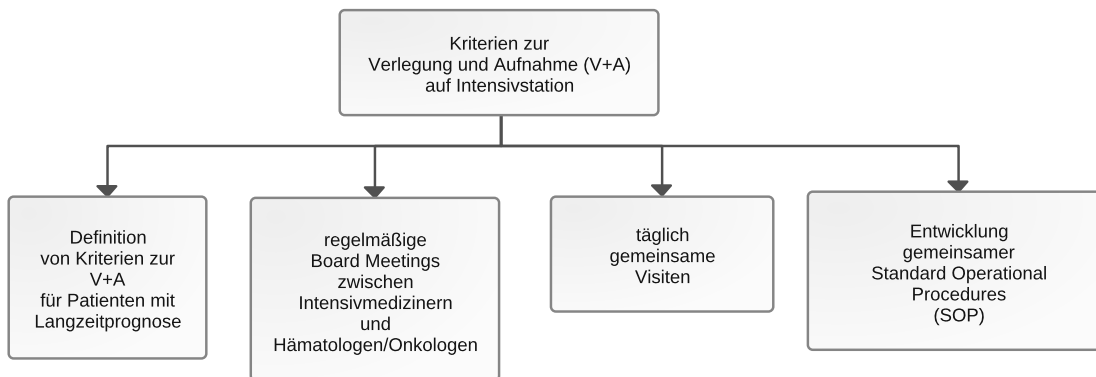 Kriterien zur
Verlegung und Aufnahme (V+A)
auf Intensivstation
Definition
von Kriterien zur
V+A
für Patienten mit
Langzeitprognose
regelmäßige
Board Meetings
zwischen
Intensivmedizinern
und
Hämatologen/Onkologen
täglich
gemeinsame
Visiten
Entwicklung
gemeinsamer
Standard Operational
Procedures
(SOP)